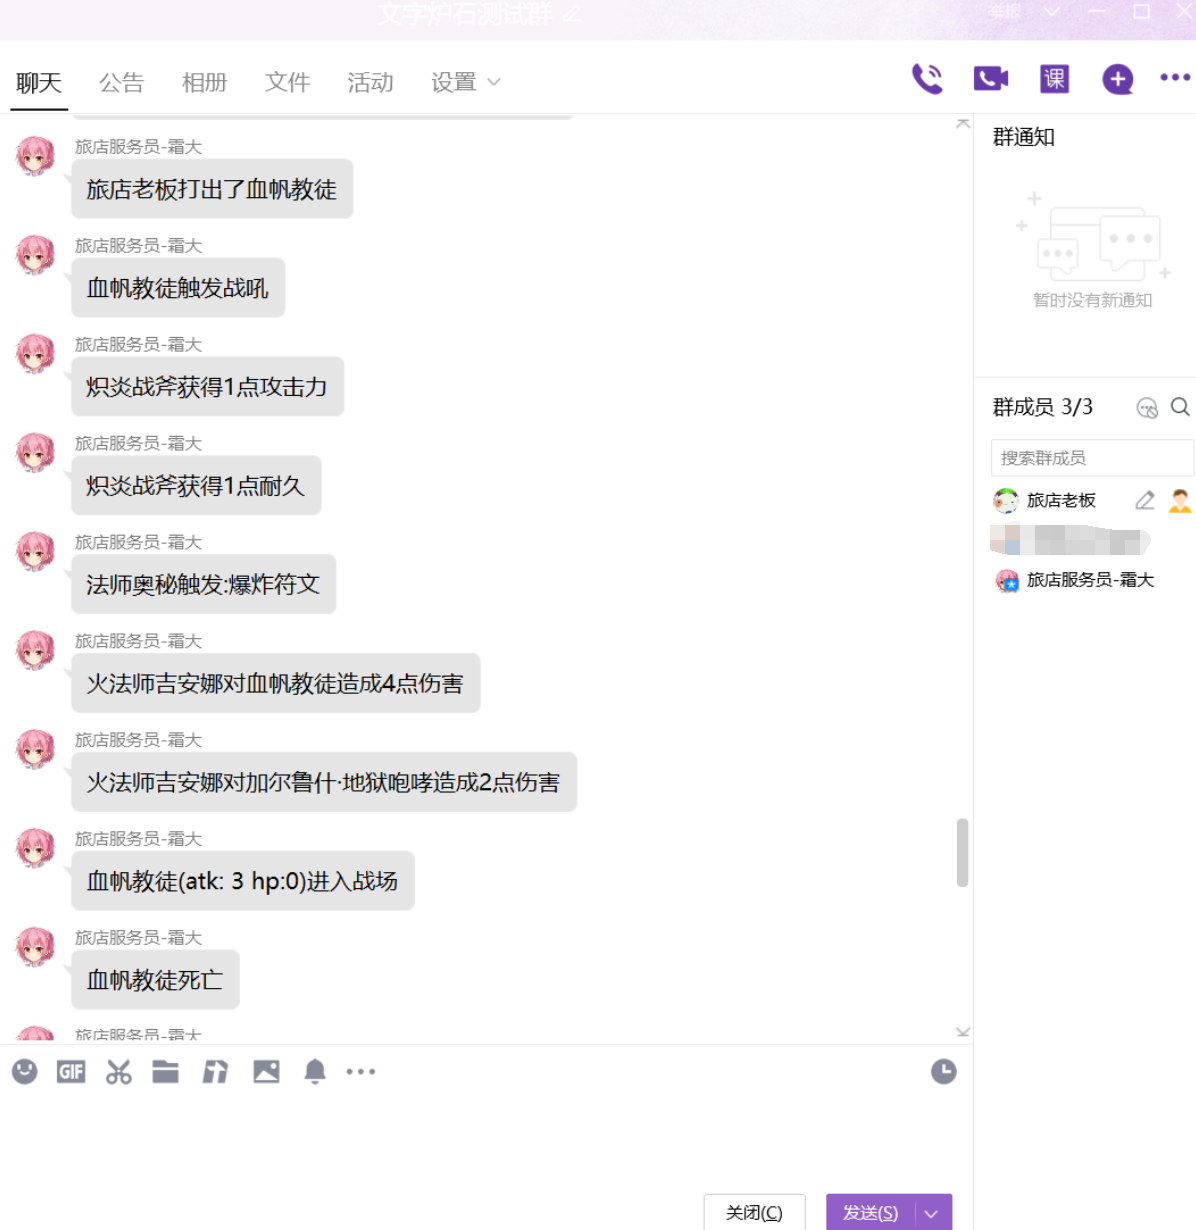 文字炉石测试群
举报
聊天 公告 相册 文件 活动 设置
课
旅店服务员-霜大
旅店老板打出了血帆教徒
旅店服务员-霜大
血帆教徒触发战吼
旅店服务员-霜大
炽炎战斧获得1点攻击力
旅店服务员-霜大
炽炎战斧获得1点耐久
旅店服务员-霜大
法师奥秘触发:爆炸符文
旅店服务员-霜大
火法师吉安娜对血帆教徒造成4点伤害
旅店服务员-霜大
火法师吉安娜对加尔鲁什·地狱咆哮造成2点伤害
旅店服务员-霜大
血帆教徒(atk: 3 hp:0)进入战场
旅店服务员-霜大
血帆教徒死亡
旅店服务员-霜大
GIF
关闭(C) 发送(S)
群通知
暂时没有新通知
群成员 3/3
搜索群成员
旅店老板
旅店服务员-霜大